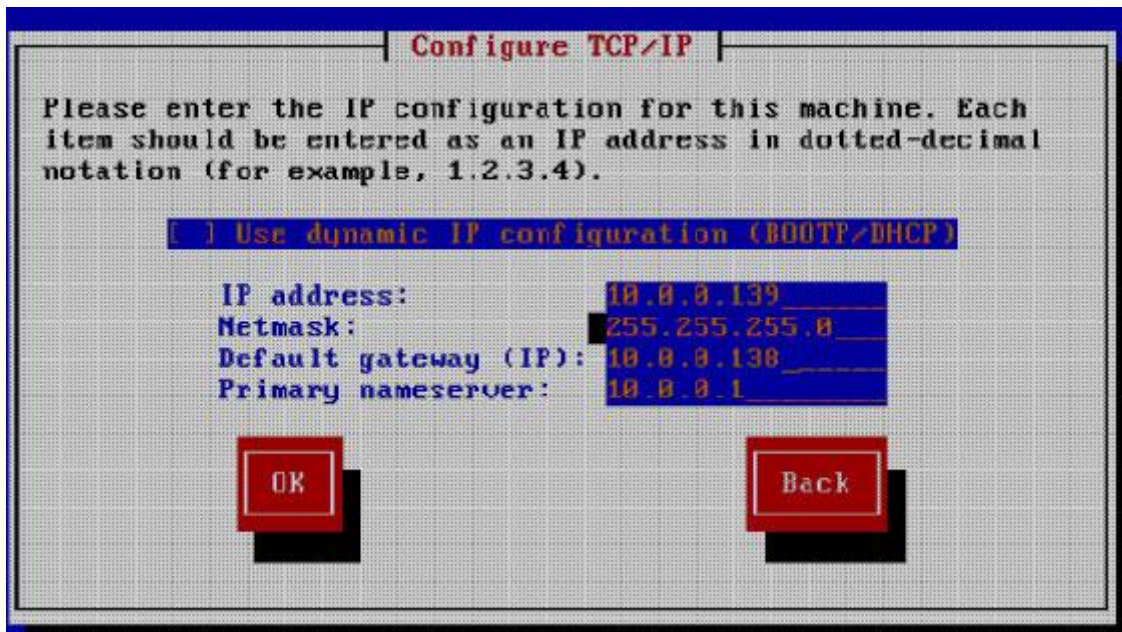 Configure TCP/IP
Please enter the IP configuration for this machine. Each
item should be entered as an IP address in dotted-decimal
notation (for example, 1.2.3.4).
[ ] Use dynamic IP configuration (BOOTP/DHCP)
IP address: 10.0.0.139
Netmask: 255.255.255.0
Default gateway (IP): 10.0.0.138
Primary nameserver: 10.0.0.1
OK Back